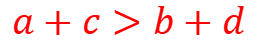 a + c > b + d